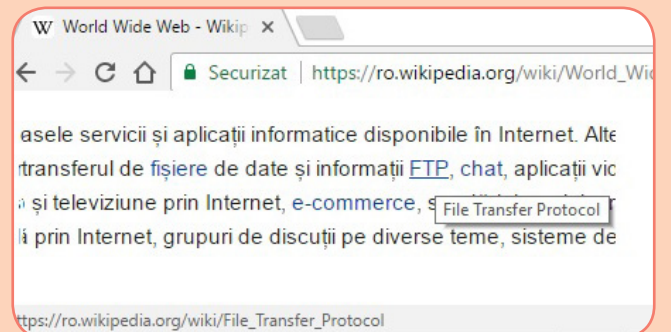 World Wide Web - Wikip
Securizat https://ro.wikipedia.org/wiki/World_Wid
asele servicii și aplicații informatice disponibile în Internet. Alte
transferul de fișiere de date și informații FTP, chat, aplicații vic
și televiziune prin Internet, e-commerce,
File Transfer Protocol
prin Internet, grupuri de discuții pe diverse teme, sisteme de
ttps://ro.wikipedia.org/wiki/File_Transfer_Protocol